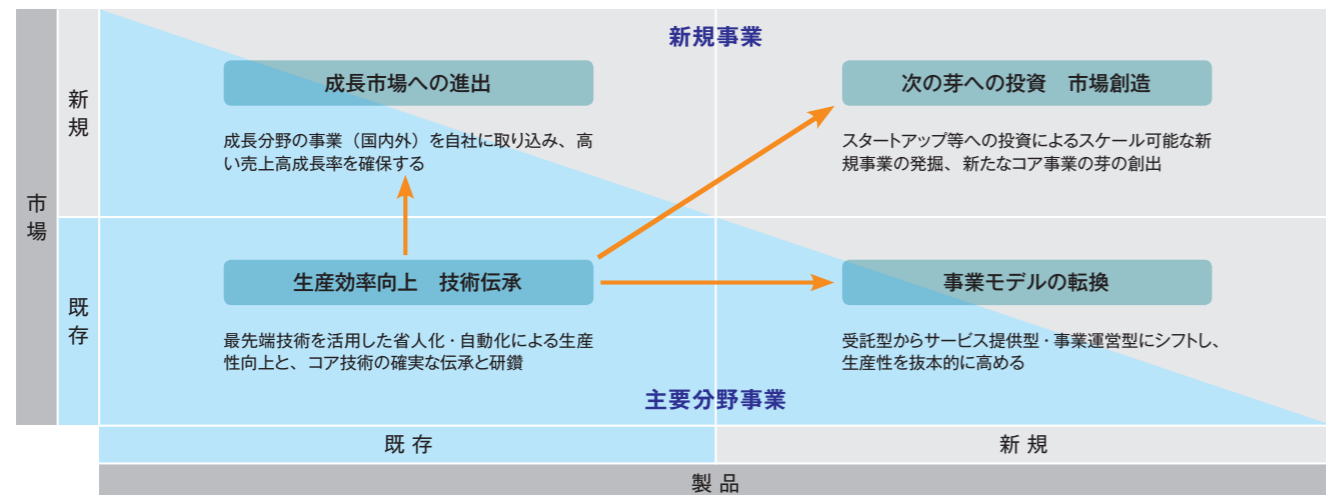 新規事業
成長市場への進出
成長分野の事業（国内外）を自社に取り込み、高
い売上高成長率を確保する
次の芽への投資　市場創造
スタートアップ等への投資によるスケール可能な新
規事業の発掘、新たなコア事業の芽の創出
市場
新規
既存
生産効率向上　技術伝承
最先端技術を活用した省人化・自動化による生産
性向上と、コア技術の確実な伝承と研鑽
事業モデルの転換
受託型からサービス提供型・事業運営型にシフトし、
生産性を抜本的に高める
主要分野事業
既存
新規
製品